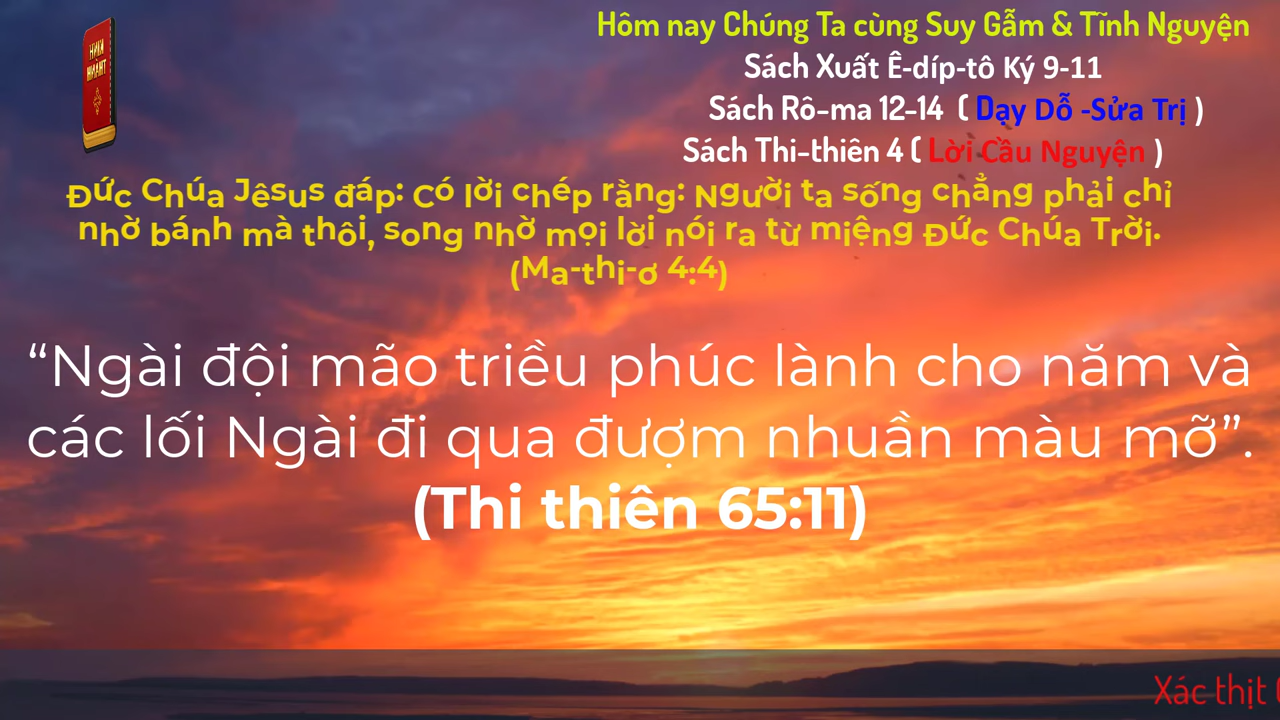 Hôm nay Chúng Ta cùng Suy Gẫm & Tĩnh Nguyện
Sách Xuất Ê-díp-tô Ký 9-11
Sách Rô-ma 12-14 ( Dạy Dỗ -Sửa Trị )
Sách Thi-thiên 4 ( Lời Cầu Nguyện )
Đức Chúa Jêsus đáp: Có lời chép rằng: Người ta sống chẳng phải chỉ
nhờ bánh mà thôi, song nhờ mọi lời nói ra từ miệng Đức Chúa Trời.
(Ma-thi-ơ 4:4)
“Ngài đội mão triều phúc lành cho năm và
các lối Ngài đi qua đượm nhuần màu mỡ”.
(Thi thiên 65:11)
Xác thịt